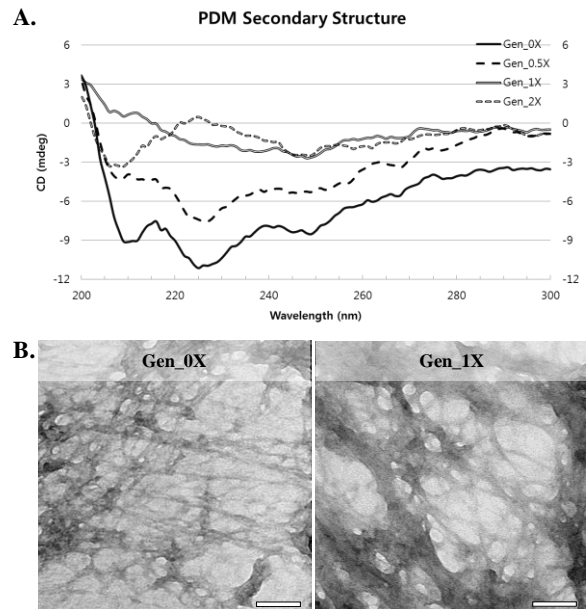 A.
PDM Secondary Structure
6
3
0
-3
-6
-9
-12
CD (mdeg)
Gen_0X
Gen_0.5X
Gen_1X
Gen_2X
6
3
0
-3
-6
-9
-12
200 220 240 260 280 300
Wavelength (nm)
B.
Gen_0X
Gen_1X